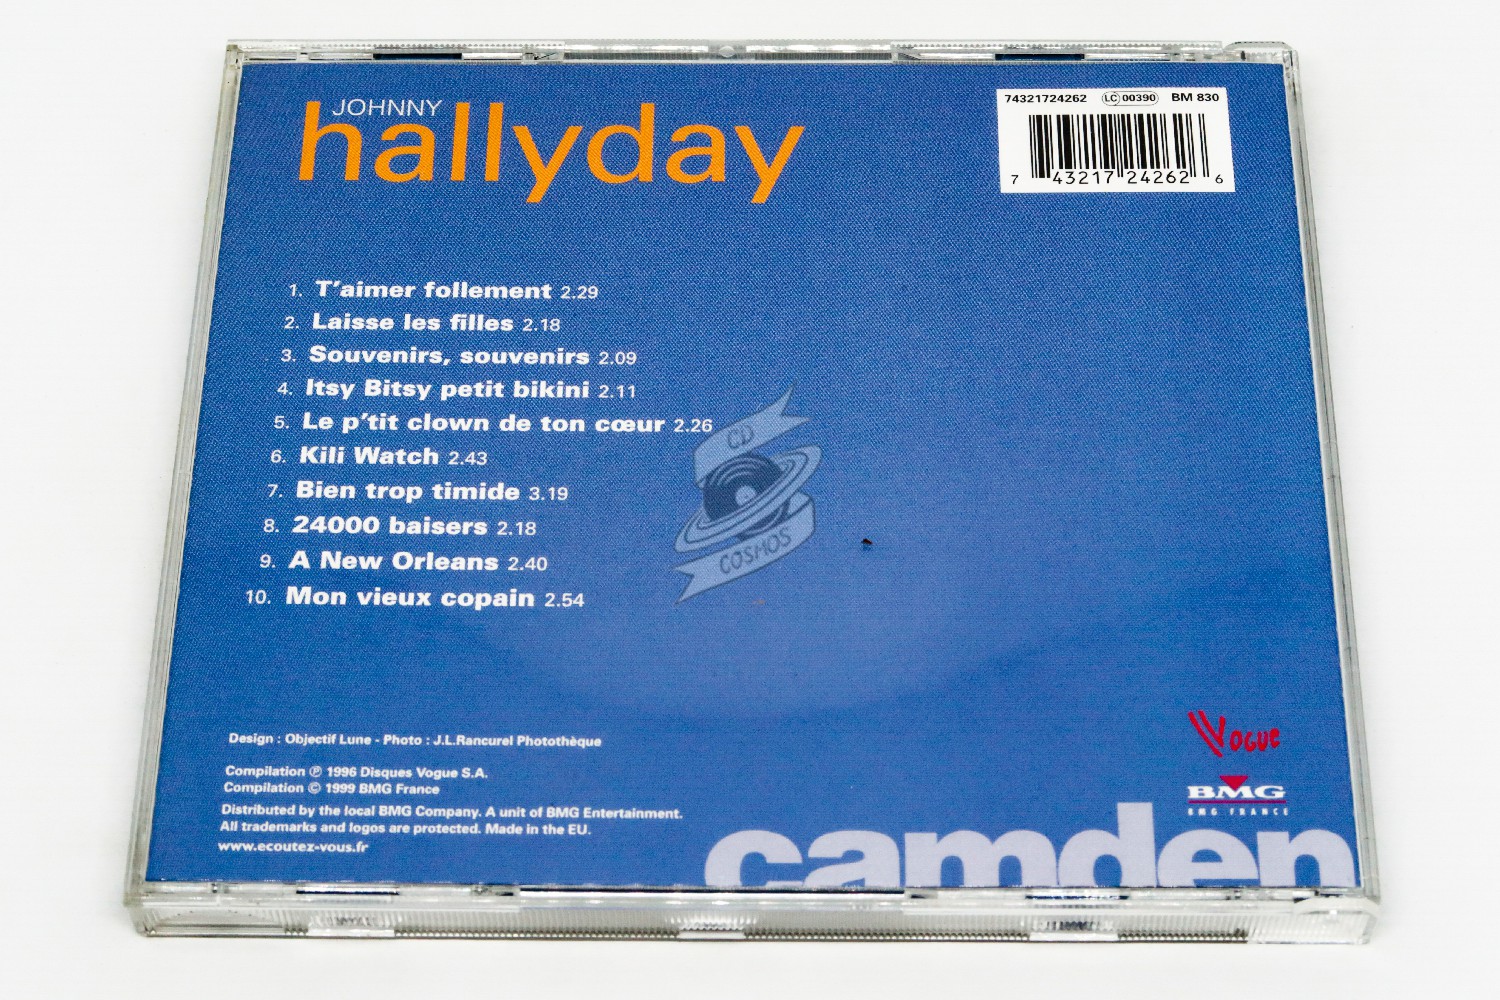 JOHNNY
hallyday
74321724262 LC 00390 BM 830
7 43217 24262 6
1. T'aimer follement 2.29
2. Laisse les filles 2.18
3. Souvenirs, souvenirs 2.09
4. Itsy Bitsy petit bikini 2.11
5. Le p'tit clown de ton cœur 2.26
6. Kili Watch 2.43
7. Bien trop timide 3.19
8. 24000 baisers 2.18
9. A New Orleans 2.40
10. Mon vieux copain 2.54
CD
COSMOS
Design : Objectif Lune - Photo : J.L.Rancurel Photothèque
Compilation ℗ 1996 Disques Vogue S.A.
Compilation © 1999 BMG France
Distributed by the local BMG Company. A unit of BMG Entertainment.
All trademarks and logos are protected. Made in the EU.
www.ecoutez-vous.fr
VOGUE
BMG
BMG FRANCE
camden